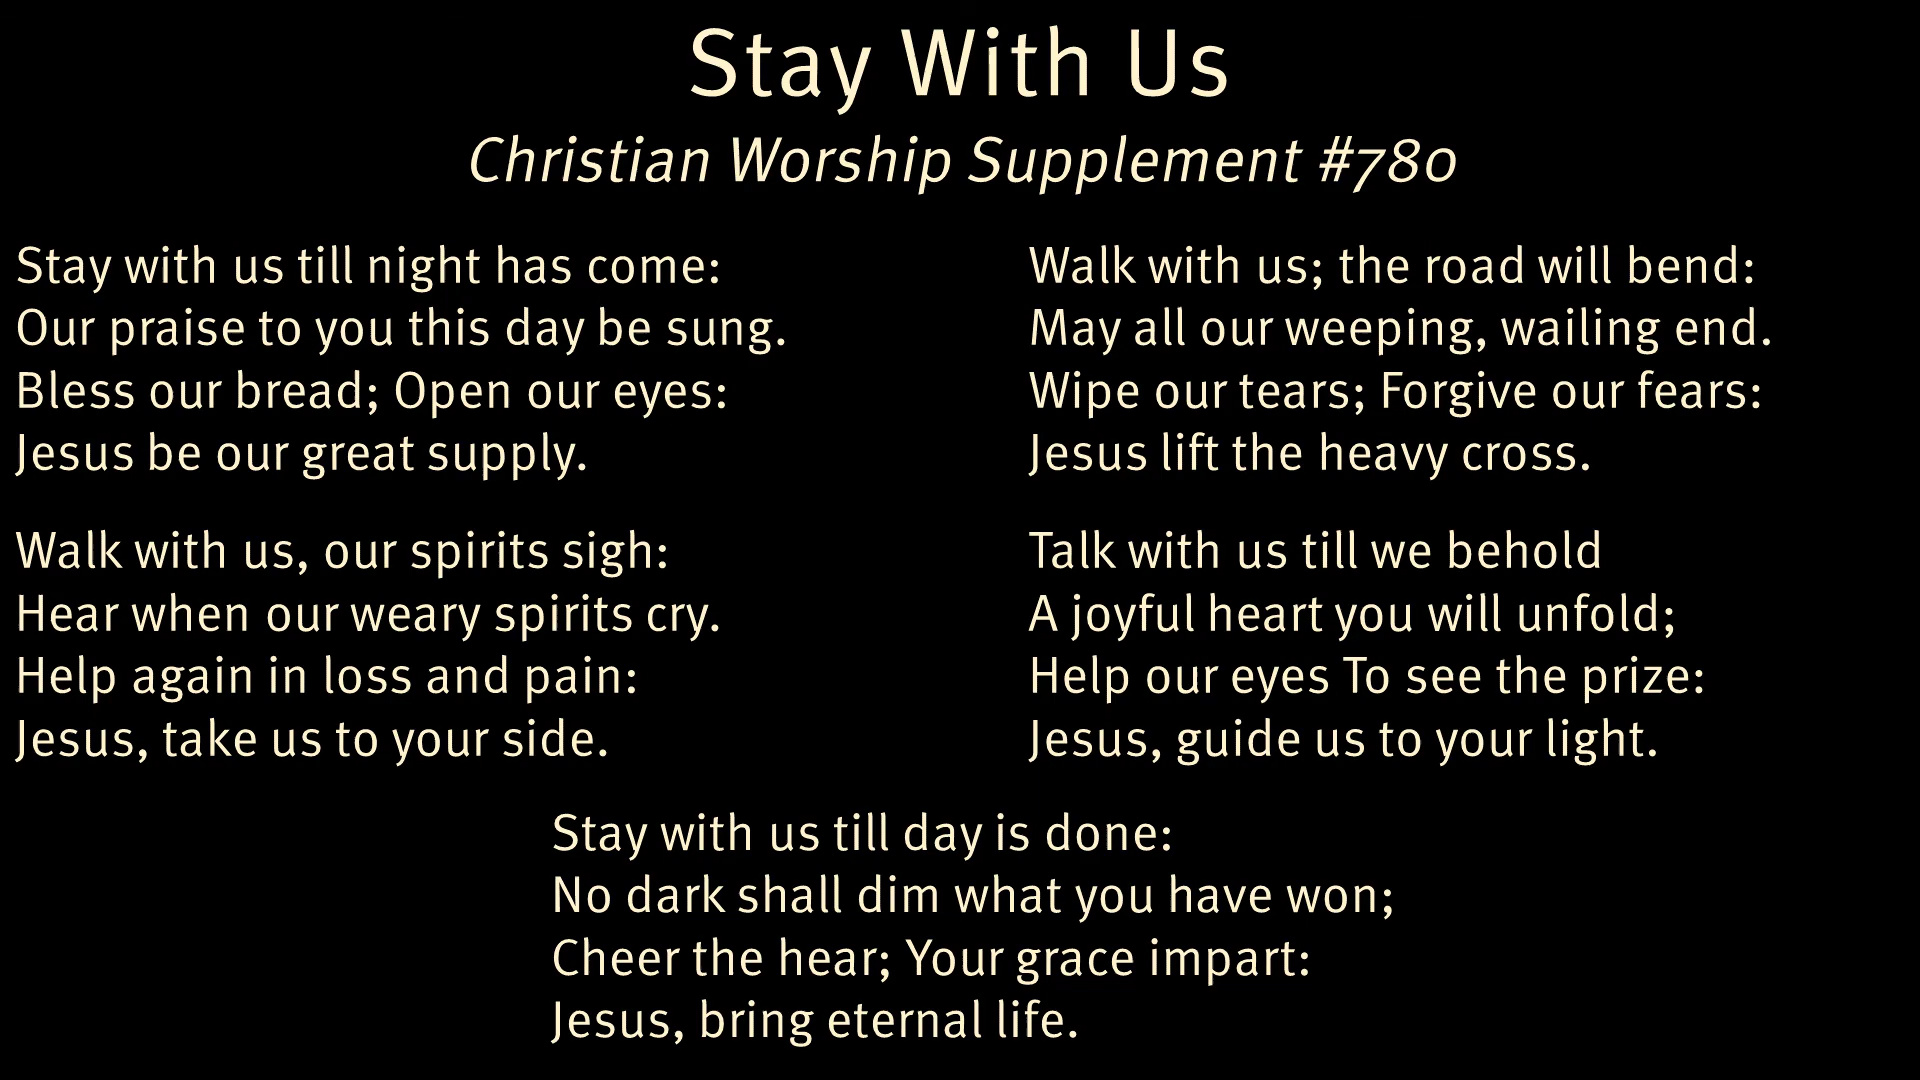 Stay With Us
Christian Worship Supplement #780
Stay with us till night has come:
Our praise to you this day be sung.
Bless our bread; Open our eyes:
Jesus be our great supply.
Walk with us, our spirits sigh:
Hear when our weary spirits cry.
Help again in loss and pain:
Jesus, take us to your side.
Walk with us; the road will bend:
May all our weeping, wailing end.
Wipe our tears; Forgive our fears:
Jesus lift the heavy cross.
Talk with us till we behold
A joyful heart you will unfold;
Help our eyes To see the prize:
Jesus, guide us to your light.
Stay with us till day is done:
No dark shall dim what you have won;
Cheer the hear; Your grace impart:
Jesus, bring eternal life.